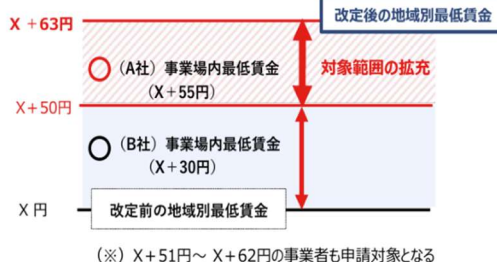 改定後の地域別最低賃金
X＋63円
（A社）事業場内最低賃金
（X＋55円）
対象範囲の拡充
X＋50円
（B社）事業場内最低賃金
（X＋30円）
X 円
改定前の地域別最低賃金
（※）X＋51円～ X＋62円の事業者も申請対象となる